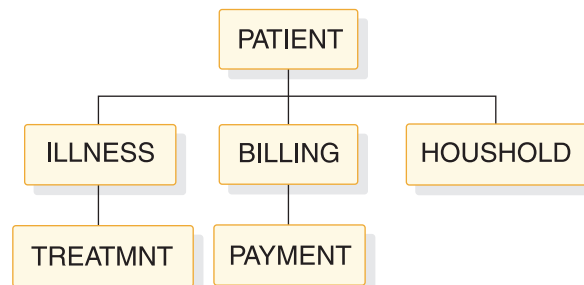 PATIENT
ILLNESS
BILLING
HOUSHOLD
TREATMNT
PAYMENT